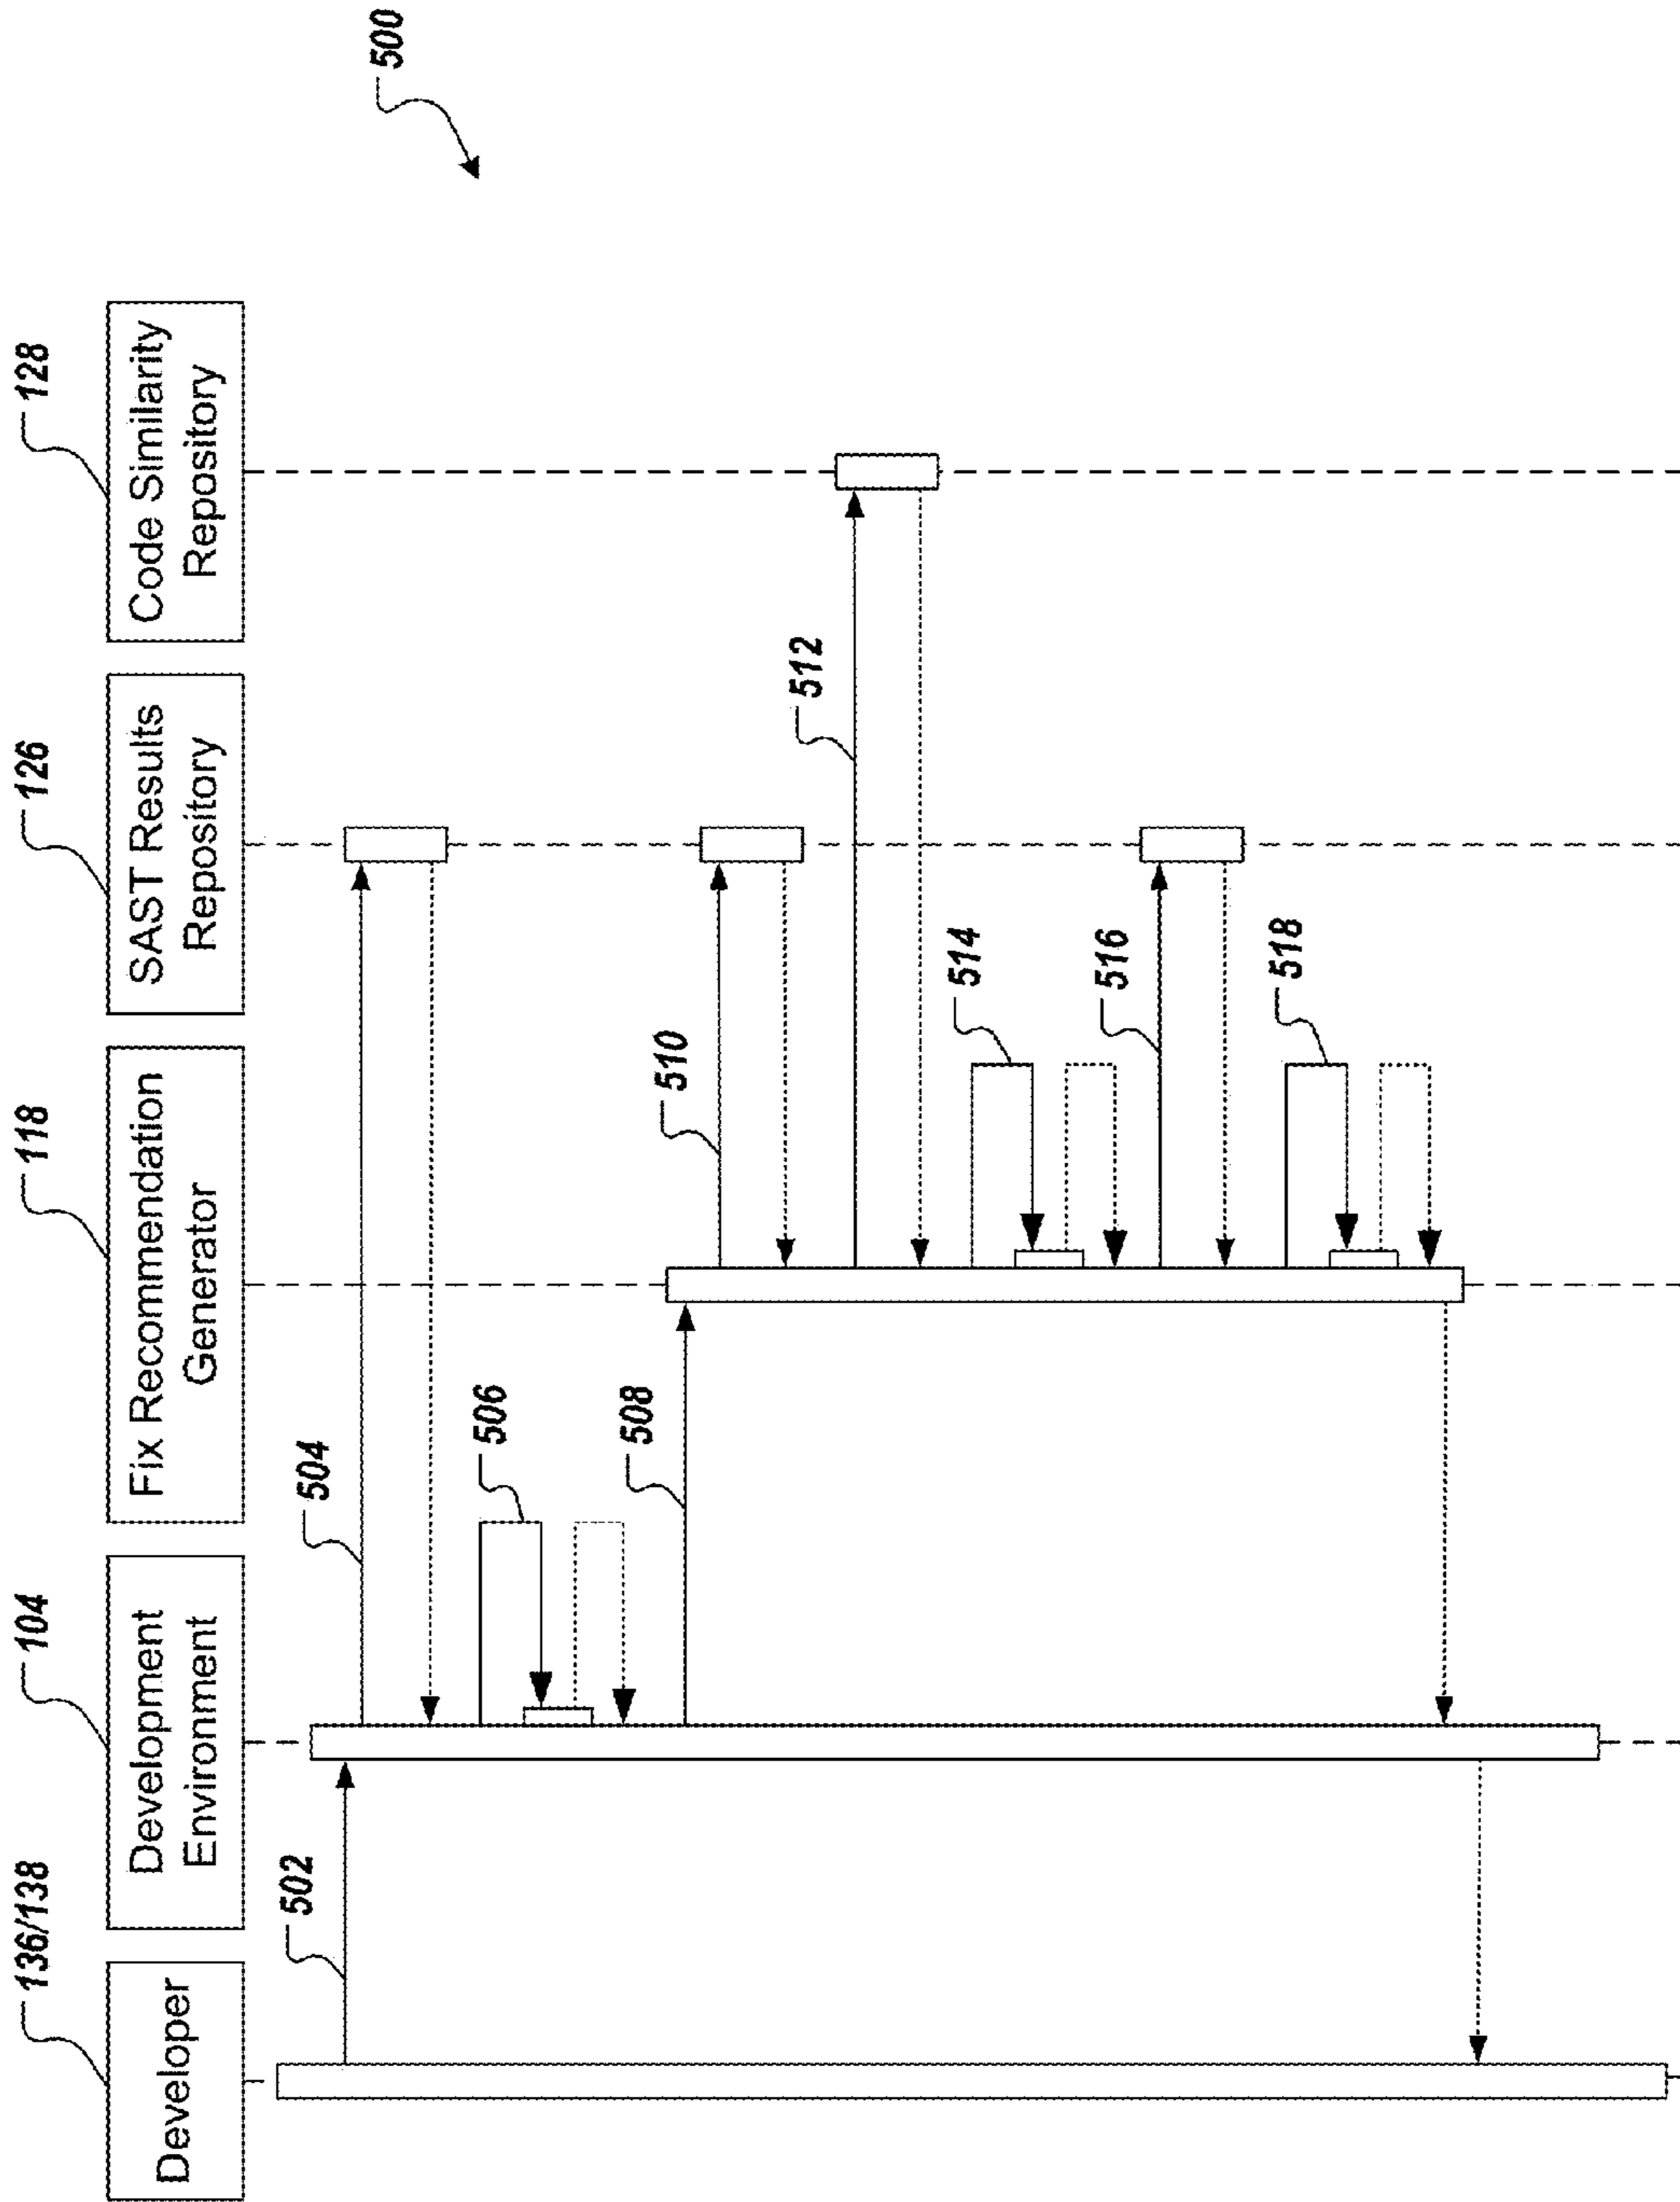 136/138
104
118
126
128
Developer
Development
Environment
Fix Recommendation
Generator
SAST Results
Repository
Code Similarity
Repository
500
502
504
506
508
510
512
514
516
518